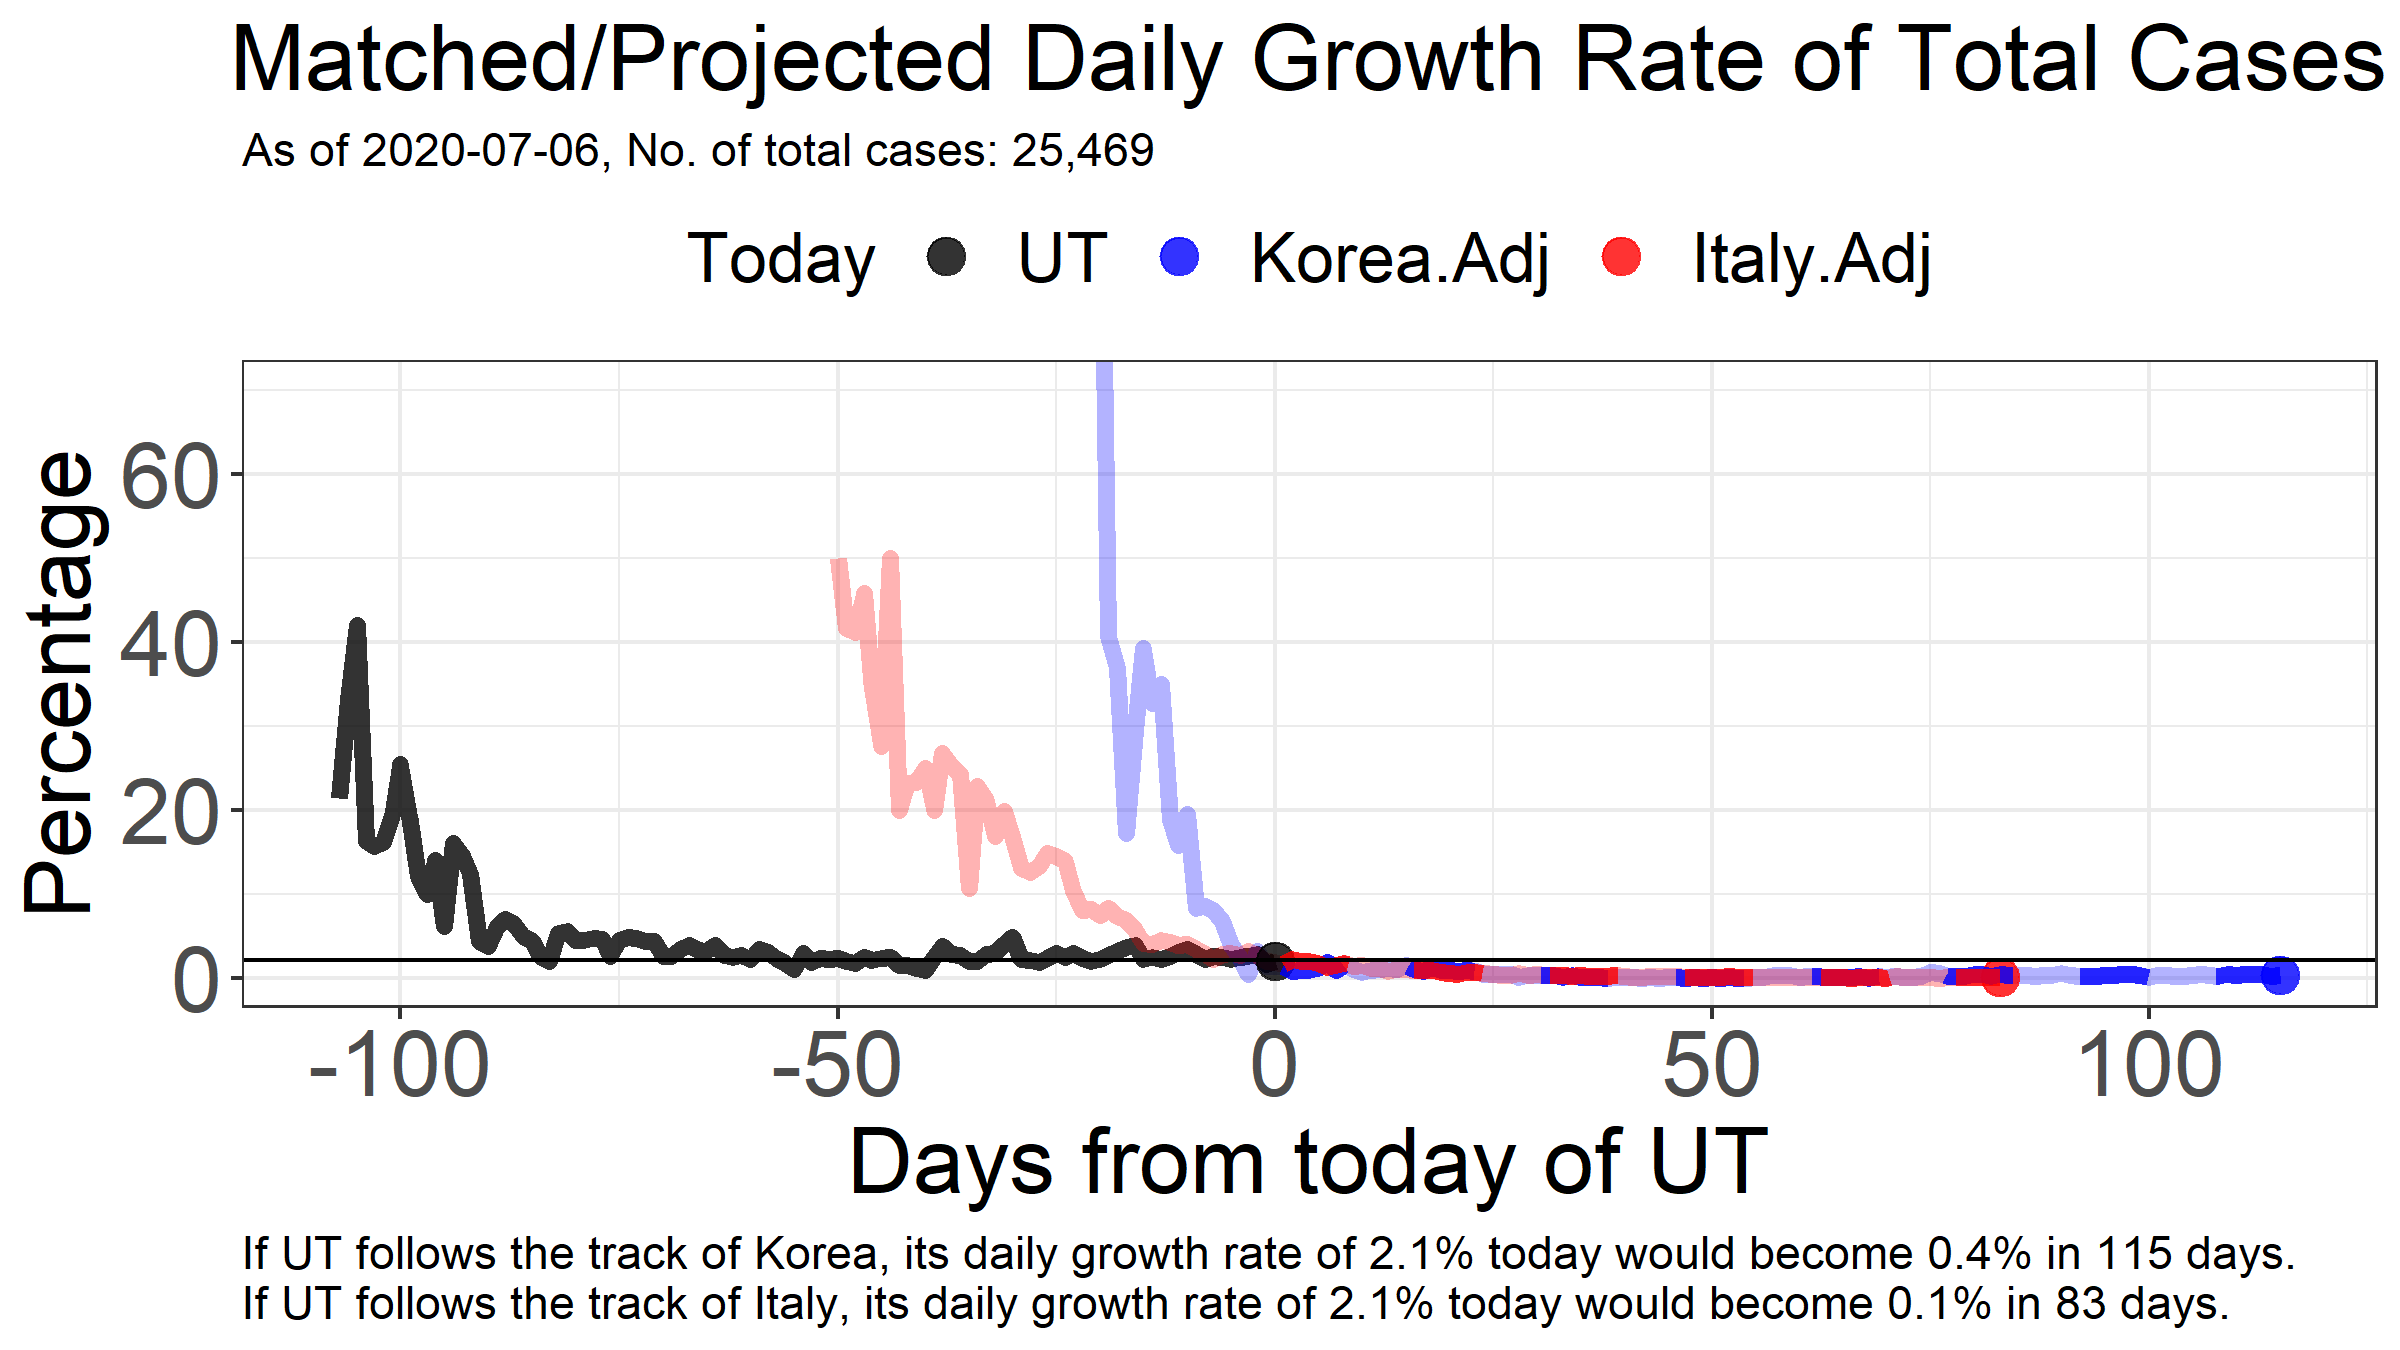 Matched/Projected Daily Growth Rate of Total Cases
As of 2020-07-06, No. of total cases: 25,469
Today UT Korea.Adj Italy.Adj
Percentage
60
40
20
0
-100 -50 0 50 100
Days from today of UT
If UT follows the track of Korea, its daily growth rate of 2.1% today would become 0.4% in 115 days.
If UT follows the track of Italy, its daily growth rate of 2.1% today would become 0.1% in 83 days.